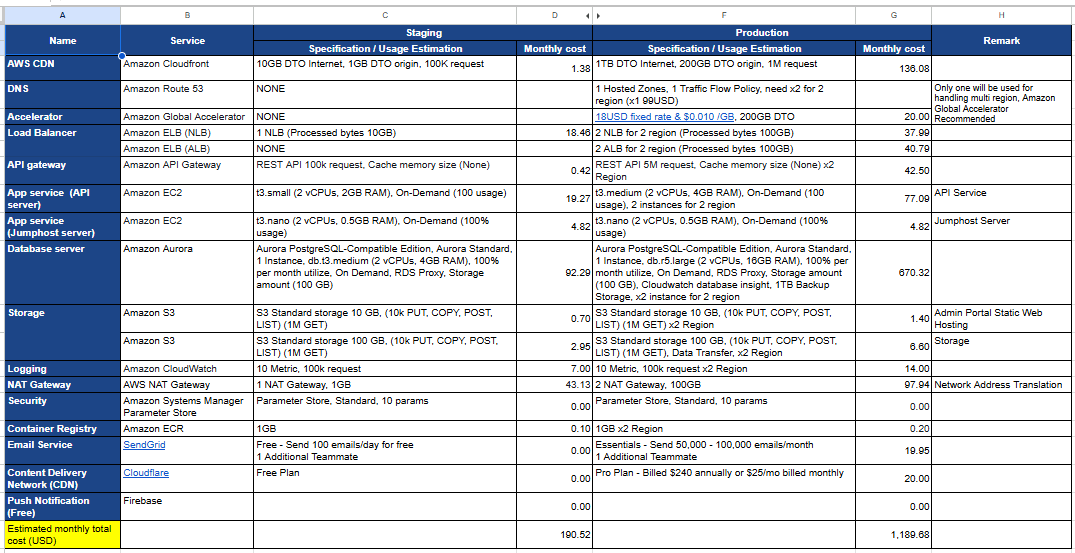 A B C D F G H
Name Service Staging Production Remark
Specification / Usage Estimation Monthly cost Specification / Usage Estimation Monthly cost
AWS CDN Amazon Cloudfront 10GB DTO Internet, 1GB DTO origin, 100K request 1.38 1TB DTO Internet, 200GB DTO origin, 1M request 136.08
DNS Amazon Route 53 NONE 1 Hosted Zones, 1 Traffic Flow Policy, need x2 for 2
region (x1 99USD)
Only one will be used for
handling multi region, Amazon
Global Accelerator
Recommended
Accelerator Amazon Global Accelerator NONE 18USD fixed rate & $0.010 /GB, 200GB DTO 20.00
Load Balancer Amazon ELB (NLB) 1 NLB (Processed bytes 10GB) 18.46 2 NLB for 2 region (Processed bytes 100GB) 37.99
Amazon ELB (ALB) NONE 2 ALB for 2 region (Processed bytes 100GB) 40.79
API gateway Amazon API Gateway REST API 100k request, Cache memory size (None) 0.42 REST API 5M request, Cache memory size (None) x2
Region 42.50
App service (API
server) Amazon EC2 t3.small (2 vCPUs, 2GB RAM), On-Demand (100 usage) 19.27 t3.medium (2 vCPUs, 4GB RAM), On-Demand (100
usage), 2 instances for 2 region 77.09 API Service
App service
(Jumphost server) Amazon EC2 t3.nano (2 vCPUs, 0.5GB RAM), On-Demand (100%
usage) 4.82 t3.nano (2 vCPUs, 0.5GB RAM), On-Demand (100%
usage) 4.82 Jumphost Server
Database server Amazon Aurora Aurora PostgreSQL-Compatible Edition, Aurora Standard,
1 Instance, db.t3.medium (2 vCPUs, 4GB RAM), 100%
per month utilize, On Demand, RDS Proxy, Storage
amount (100 GB) 92.29 Aurora PostgreSQL-Compatible Edition, Aurora Standard,
1 Instance, db.r5.large (2 vCPUs, 16GB RAM), 100% per
month utilize, On Demand, RDS Proxy, Storage amount
(100 GB), Cloudwatch database insight, 1TB Backup
Storage, x2 instance for 2 region 670.32
Storage Amazon S3 S3 Standard storage 10 GB, (10k PUT, COPY, POST,
LIST) (1M GET) 0.70 S3 Standard storage 10 GB, (10k PUT, COPY, POST,
LIST) (1M GET) x2 Region 1.40 Admin Portal Static Web
Hosting
Amazon S3 S3 Standard storage 100 GB, (10k PUT, COPY, POST,
LIST) (1M GET) 2.95 S3 Standard storage 100 GB, (10k PUT, COPY, POST,
LIST) (1M GET), Data Transfer, x2 Region 6.60 Storage
Logging Amazon CloudWatch 10 Metric, 100k request 7.00 10 Metric, 100k request x2 Region 14.00
NAT Gateway AWS NAT Gateway 1 NAT Gateway, 1GB 43.13 2 NAT Gateway, 100GB 97.94 Network Address Translation
Security Amazon Systems Manager
Parameter Store Parameter Store, Standard, 10 params 0.00 Parameter Store, Standard, 10 params 0.00
Container Registry Amazon ECR 1GB 0.10 1GB x2 Region 0.20
Email Service SendGrid Free - Send 100 emails/day for free
1 Additional Teammate 0.00 Essentials - Send 50,000 - 100,000 emails/month
1 Additional Teammate 19.95
Content Delivery
Network (CDN) Cloudflare Free Plan 0.00 Pro Plan - Billed $240 annually or $25/mo billed monthly 20.00
Push Notification
(Free) Firebase 0.00 0.00
Estimated monthly total
cost (USD) 190.52 1,189.68